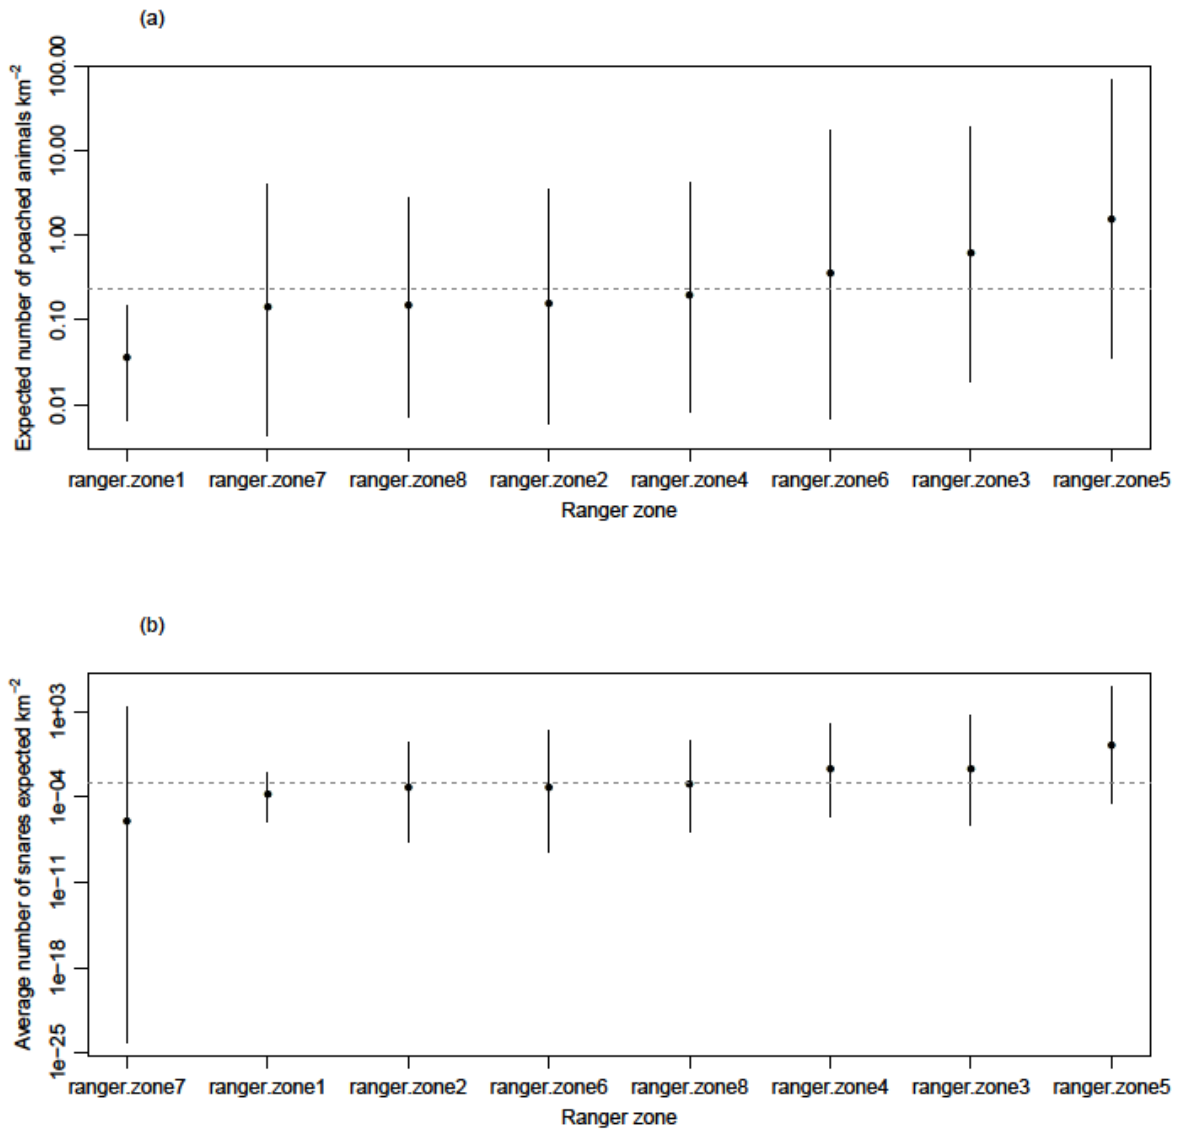 (a)
Expected number of poached animals km⁻²
100.00
10.00
1.00
0.10
0.01
ranger.zone1 ranger.zone7 ranger.zone8 ranger.zone2 ranger.zone4 ranger.zone6 ranger.zone3 ranger.zone5
Ranger zone
(b)
Average number of snares expected km⁻²
1e+03
1e−04
1e−11
1e−18
1e−25
ranger.zone7 ranger.zone1 ranger.zone2 ranger.zone6 ranger.zone8 ranger.zone4 ranger.zone3 ranger.zone5
Ranger zone